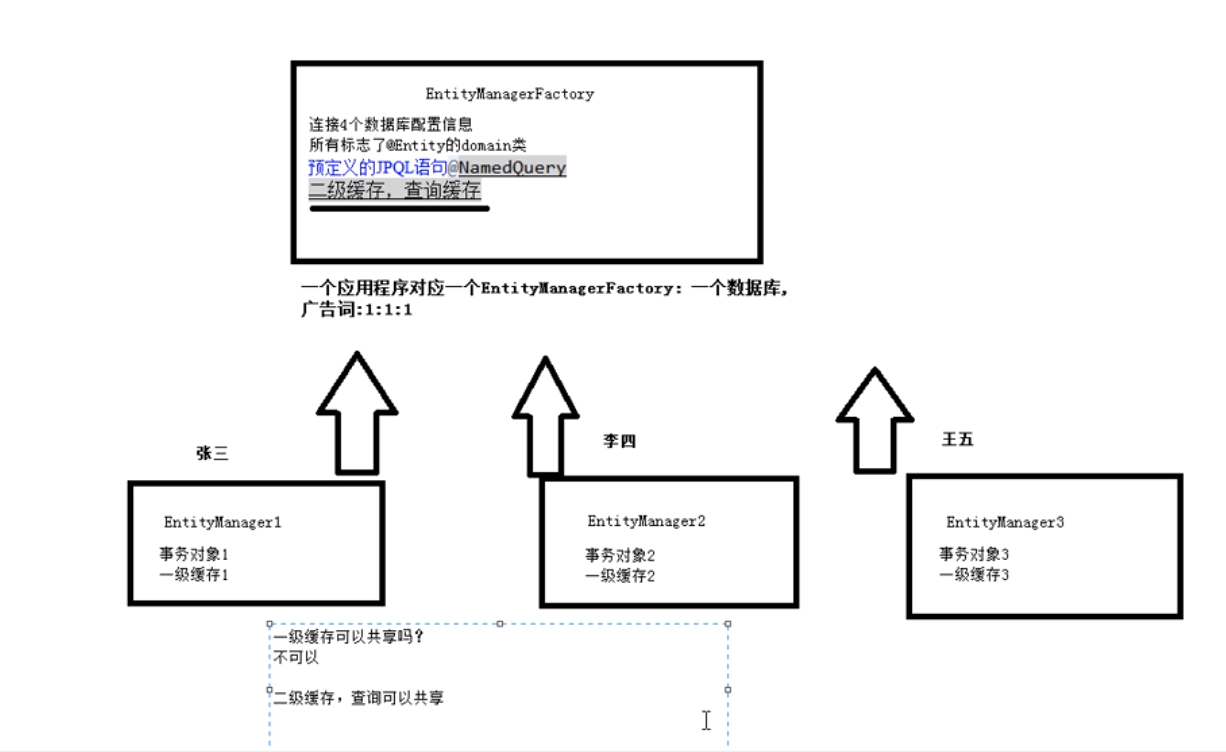 EntityManagerFactory
连接4个数据库配置信息
所有标志了@Entity的domain类
预定义的JPQL语句@NamedQuery
二级缓存，查询缓存
一个应用程序对应一个EntityManagerFactory: 一个数据库,
广告词:1:1:1
张三
李四
王五
EntityManager1
事务对象1
一级缓存1
EntityManager2
事务对象2
一级缓存2
EntityManager3
事务对象3
一级缓存3
一级缓存可以共享吗？
不可以
二级缓存，查询可以共享